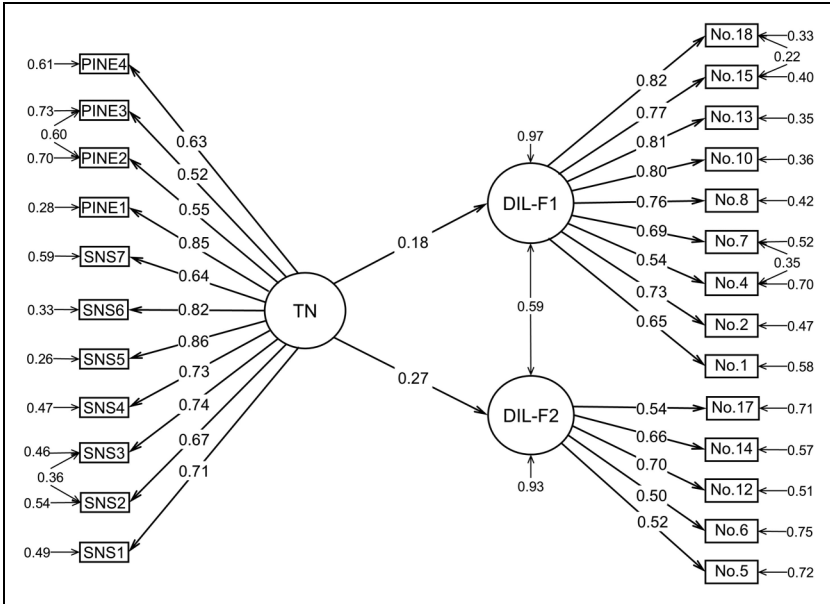 0.61 PINE4
0.73 PINE3
0.60
0.70 PINE2
0.28 PINE1
0.59 SNS7
0.33 SNS6
0.26 SNS5
0.47 SNS4
0.46 SNS3
0.36
0.54 SNS2
0.49 SNS1
0.63
0.52
0.55
0.85
0.64
0.82
0.86
0.73
0.74
0.67
0.71
TN
0.18
0.27
0.97
DIL-F1
0.59
DIL-F2
0.93
0.82
0.77
0.81
0.80
0.76
0.69
0.54
0.73
0.65
0.54
0.66
0.70
0.50
0.52
No.18 0.33
0.22
No.15 0.40
No.13 0.35
No.10 0.36
No.8 0.42
No.7 0.52
0.35
No.4 0.70
No.2 0.47
No.1 0.58
No.17 0.71
No.14 0.57
No.12 0.51
No.6 0.75
No.5 0.72